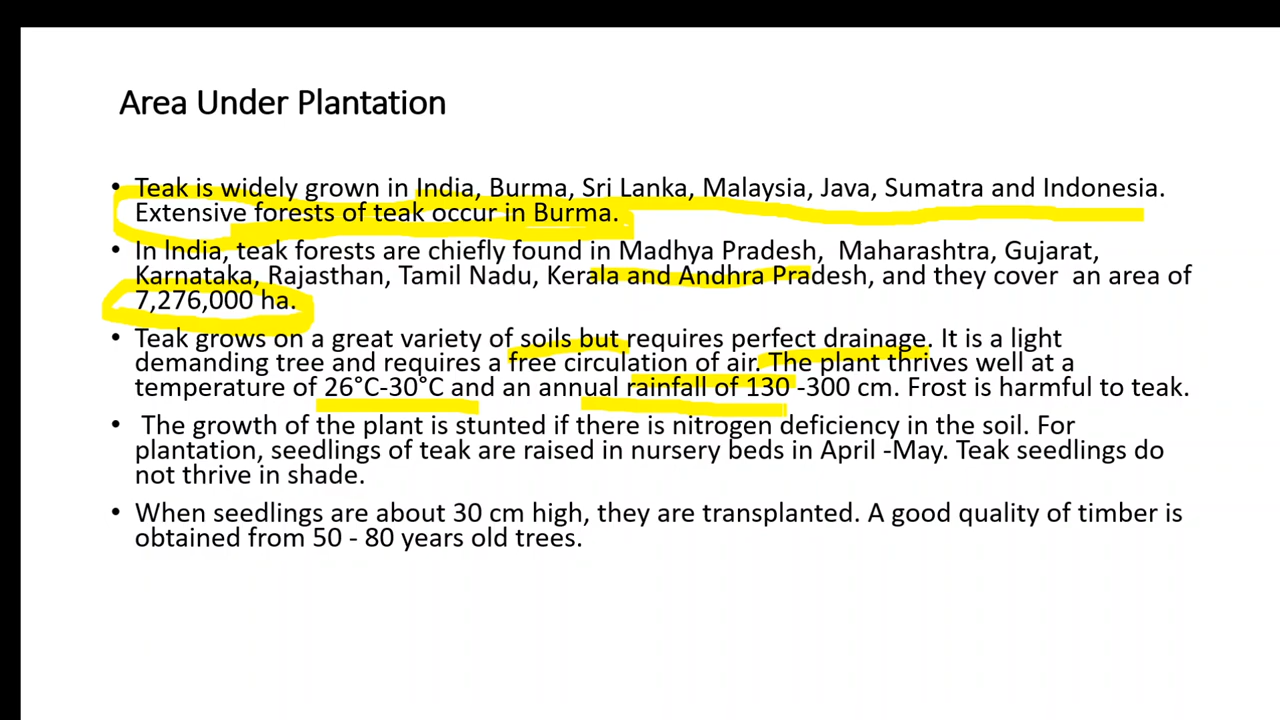 Area Under Plantation
• Teak is widely grown in India, Burma, Sri Lanka, Malaysia, Java, Sumatra and Indonesia.
Extensive forests of teak occur in Burma.
• In India, teak forests are chiefly found in Madhya Pradesh,  Maharashtra, Gujarat,
Karnataka, Rajasthan, Tamil Nadu, Kerala and Andhra Pradesh, and they cover  an area of
7,276,000 ha.
• Teak grows on a great variety of soils but requires perfect drainage. It is a light
demanding tree and requires a free circulation of air. The plant thrives well at a
temperature of 26°C-30°C and an annual rainfall of 130 -300 cm. Frost is harmful to teak.
•  The growth of the plant is stunted if there is nitrogen deficiency in the soil. For
plantation, seedlings of teak are raised in nursery beds in April -May. Teak seedlings do
not thrive in shade.
• When seedlings are about 30 cm high, they are transplanted. A good quality of timber is
obtained from 50 - 80 years old trees.